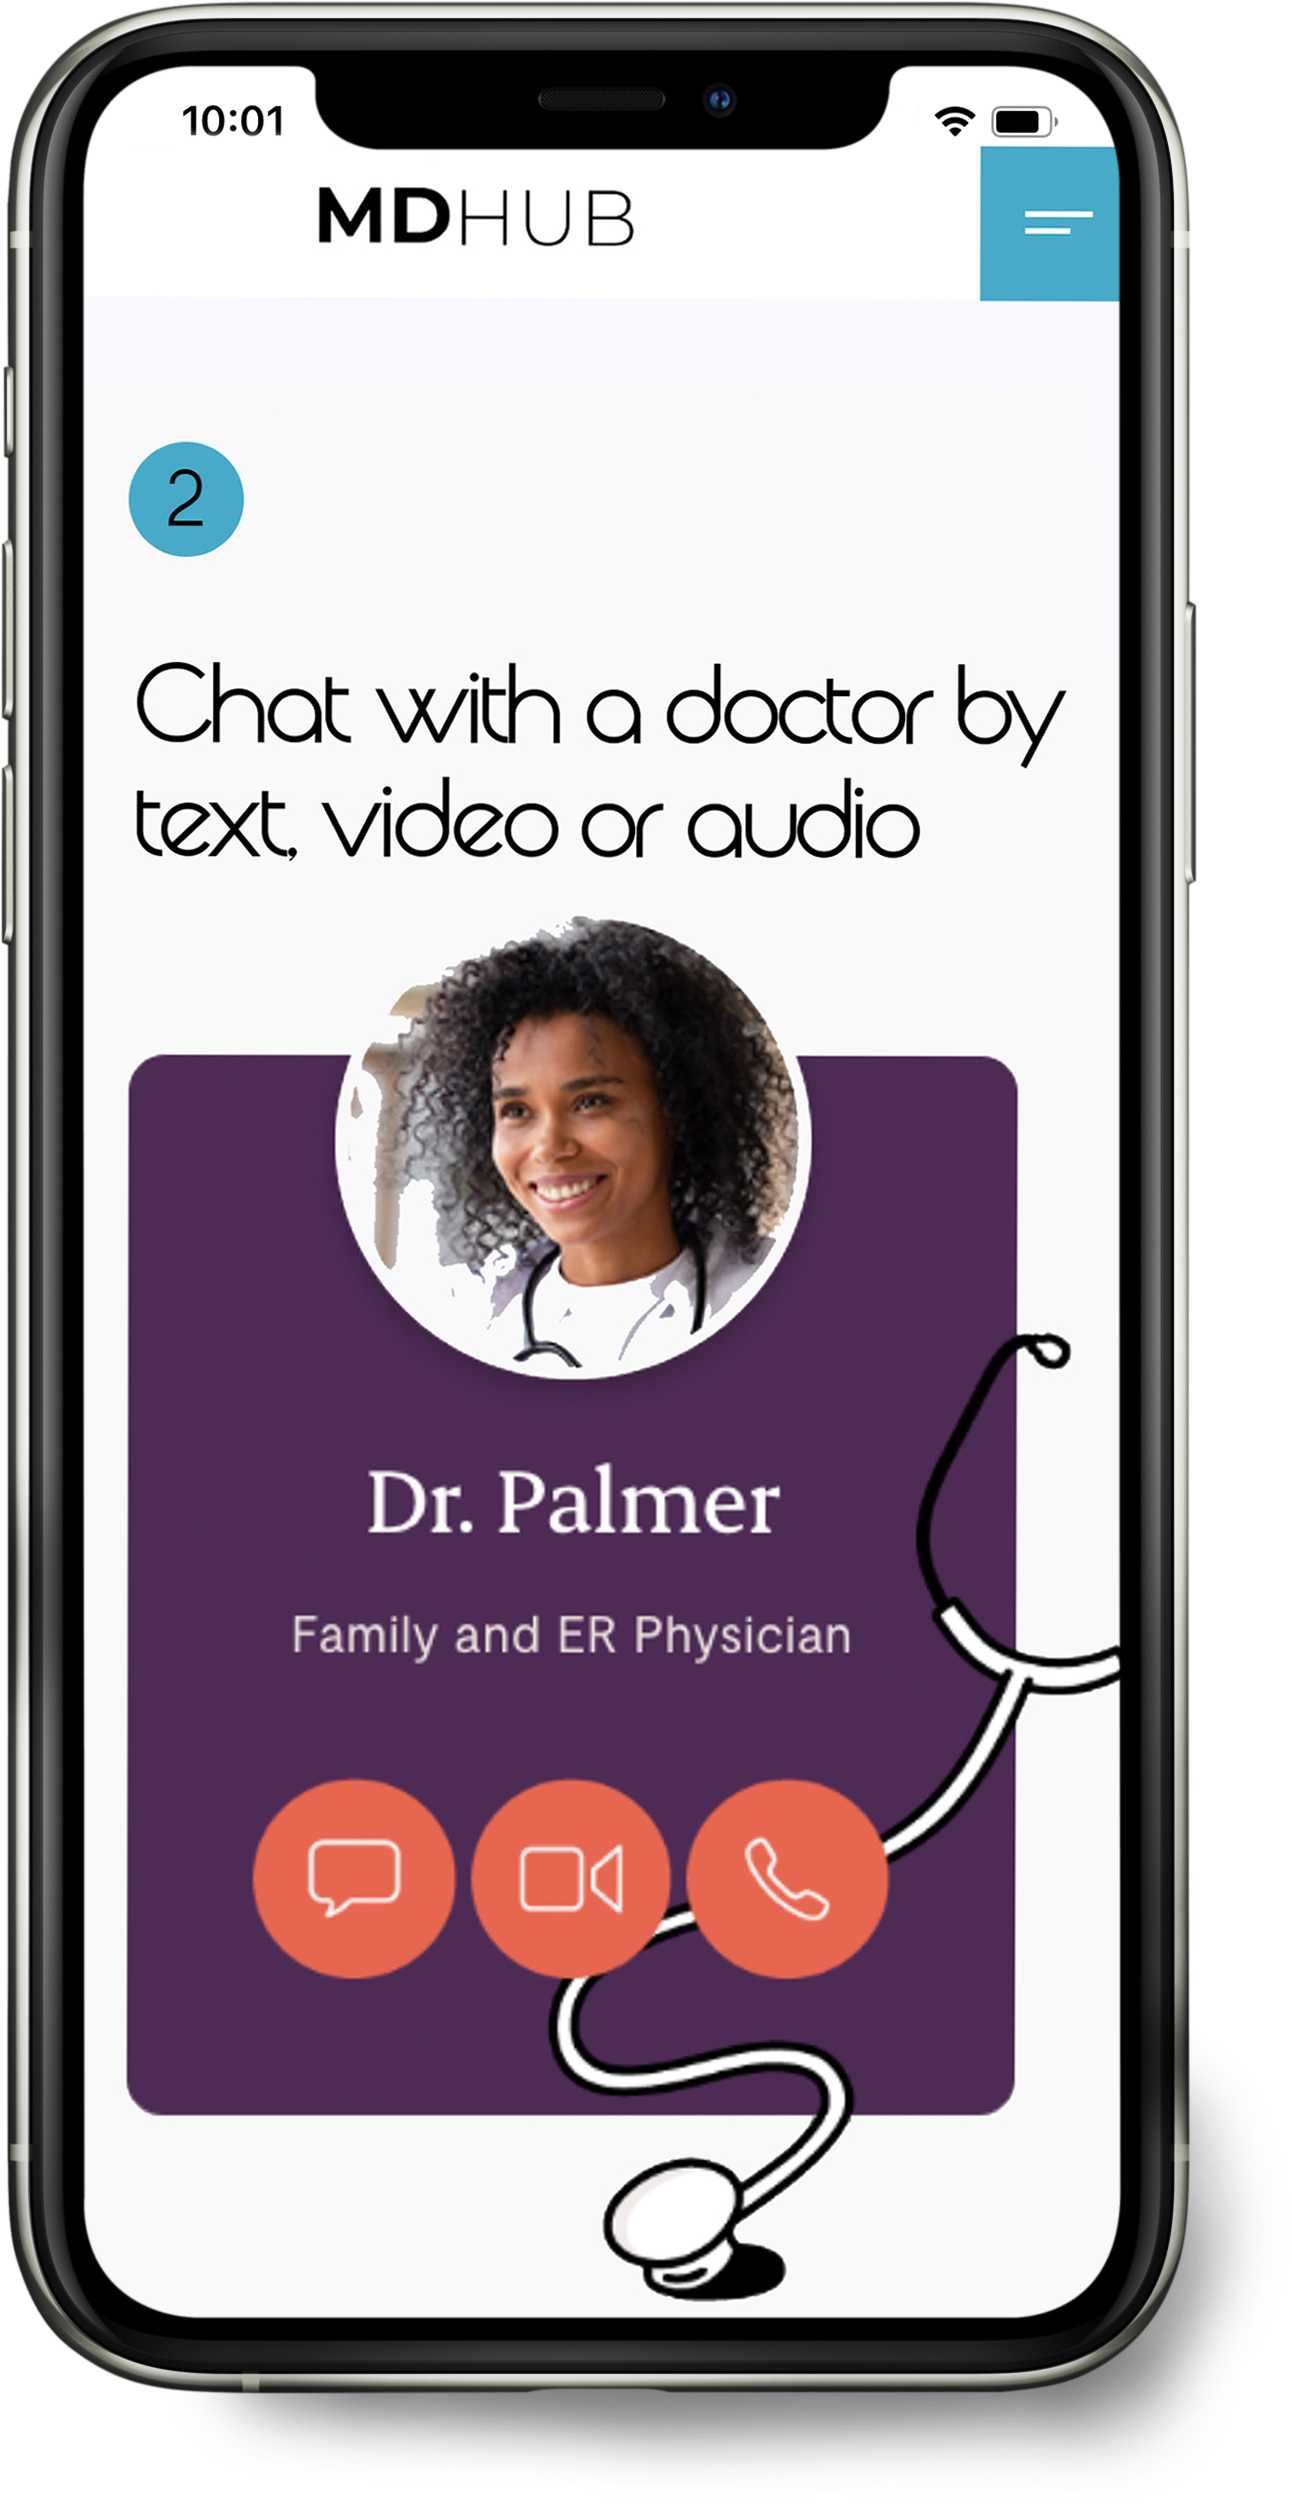 10:01
MDHUB
2
Chat with a doctor by
text, video or audio
Dr. Palmer
Family and ER Physician